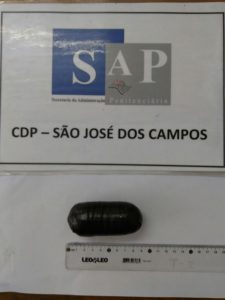 SAP
Secretaria da Administração Penitenciária
CDP – SÃO JOSÉ DOS CAMPOS
LEO&LEO